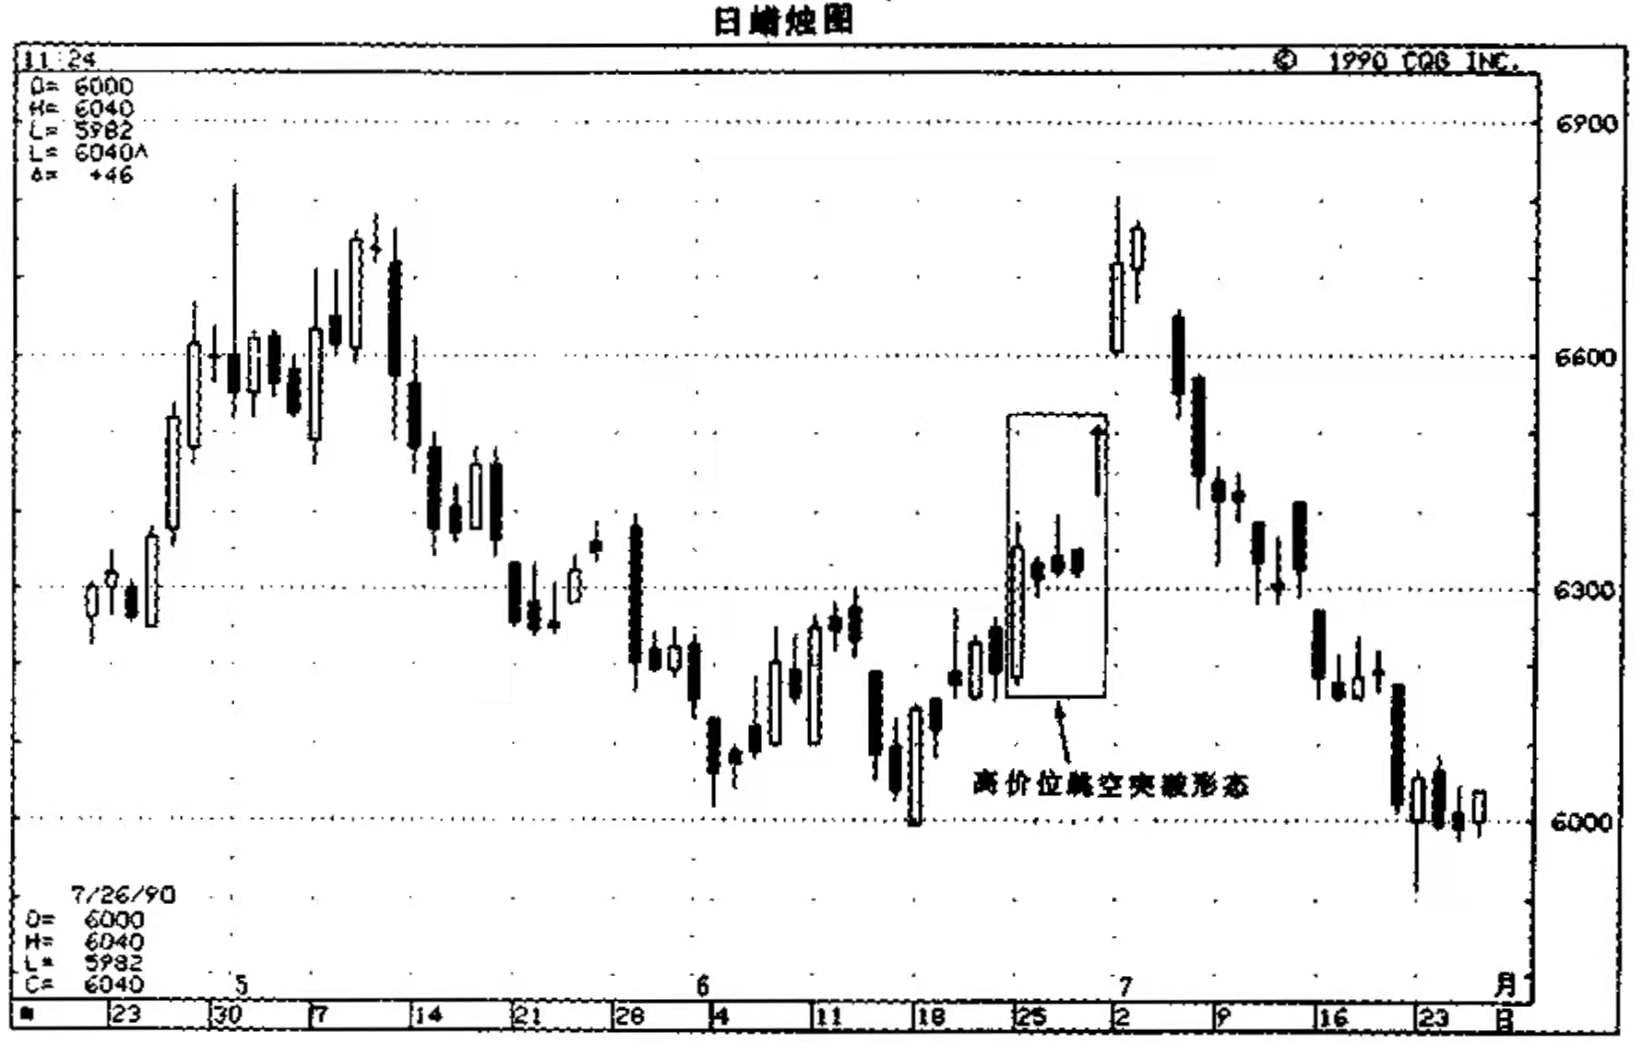 日蜡烛图
11:24
© 1990 CQG INC.
O= 6000
H= 6040
L= 5982
L= 6040^
Δ= +46
6900
6600
6300
6000
高价位跳空突破形态
7/26/90
O= 6000
H= 6040
L= 5982
C= 6040
5 6 7 月
23 30 7 14 21 28 4 11 18 25 2 9 16 23 日